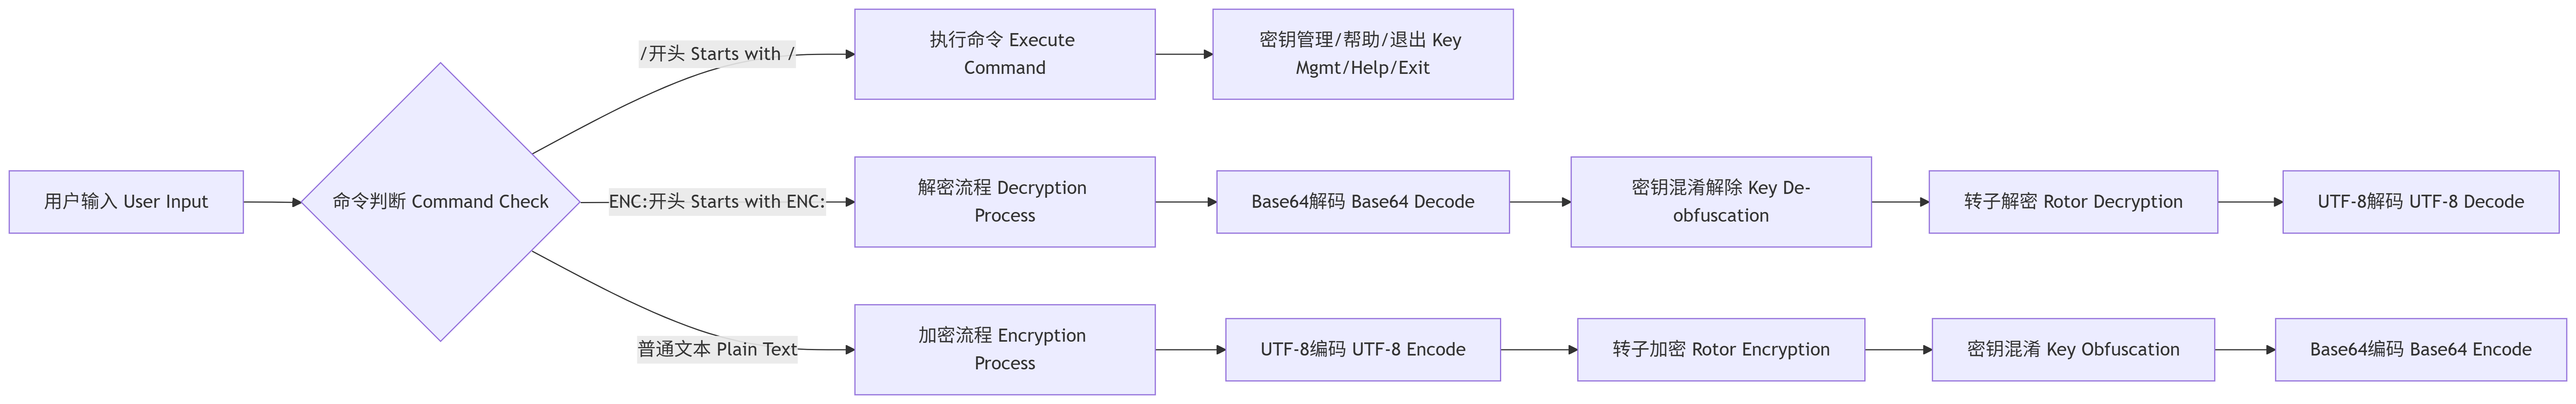 用户输入 User Input
命令判断 Command Check
/开头 Starts with /
执行命令 Execute
Command
密钥管理/帮助/退出 Key
Mgmt/Help/Exit
ENC:开头 Starts with ENC:
解密流程 Decryption
Process
Base64解码 Base64 Decode
密钥混淆解除 Key De-
obfuscation
转子解密 Rotor Decryption
UTF-8解码 UTF-8 Decode
普通文本 Plain Text
加密流程 Encryption
Process
UTF-8编码 UTF-8 Encode
转子加密 Rotor Encryption
密钥混淆 Key Obfuscation
Base64编码 Base64 Encode